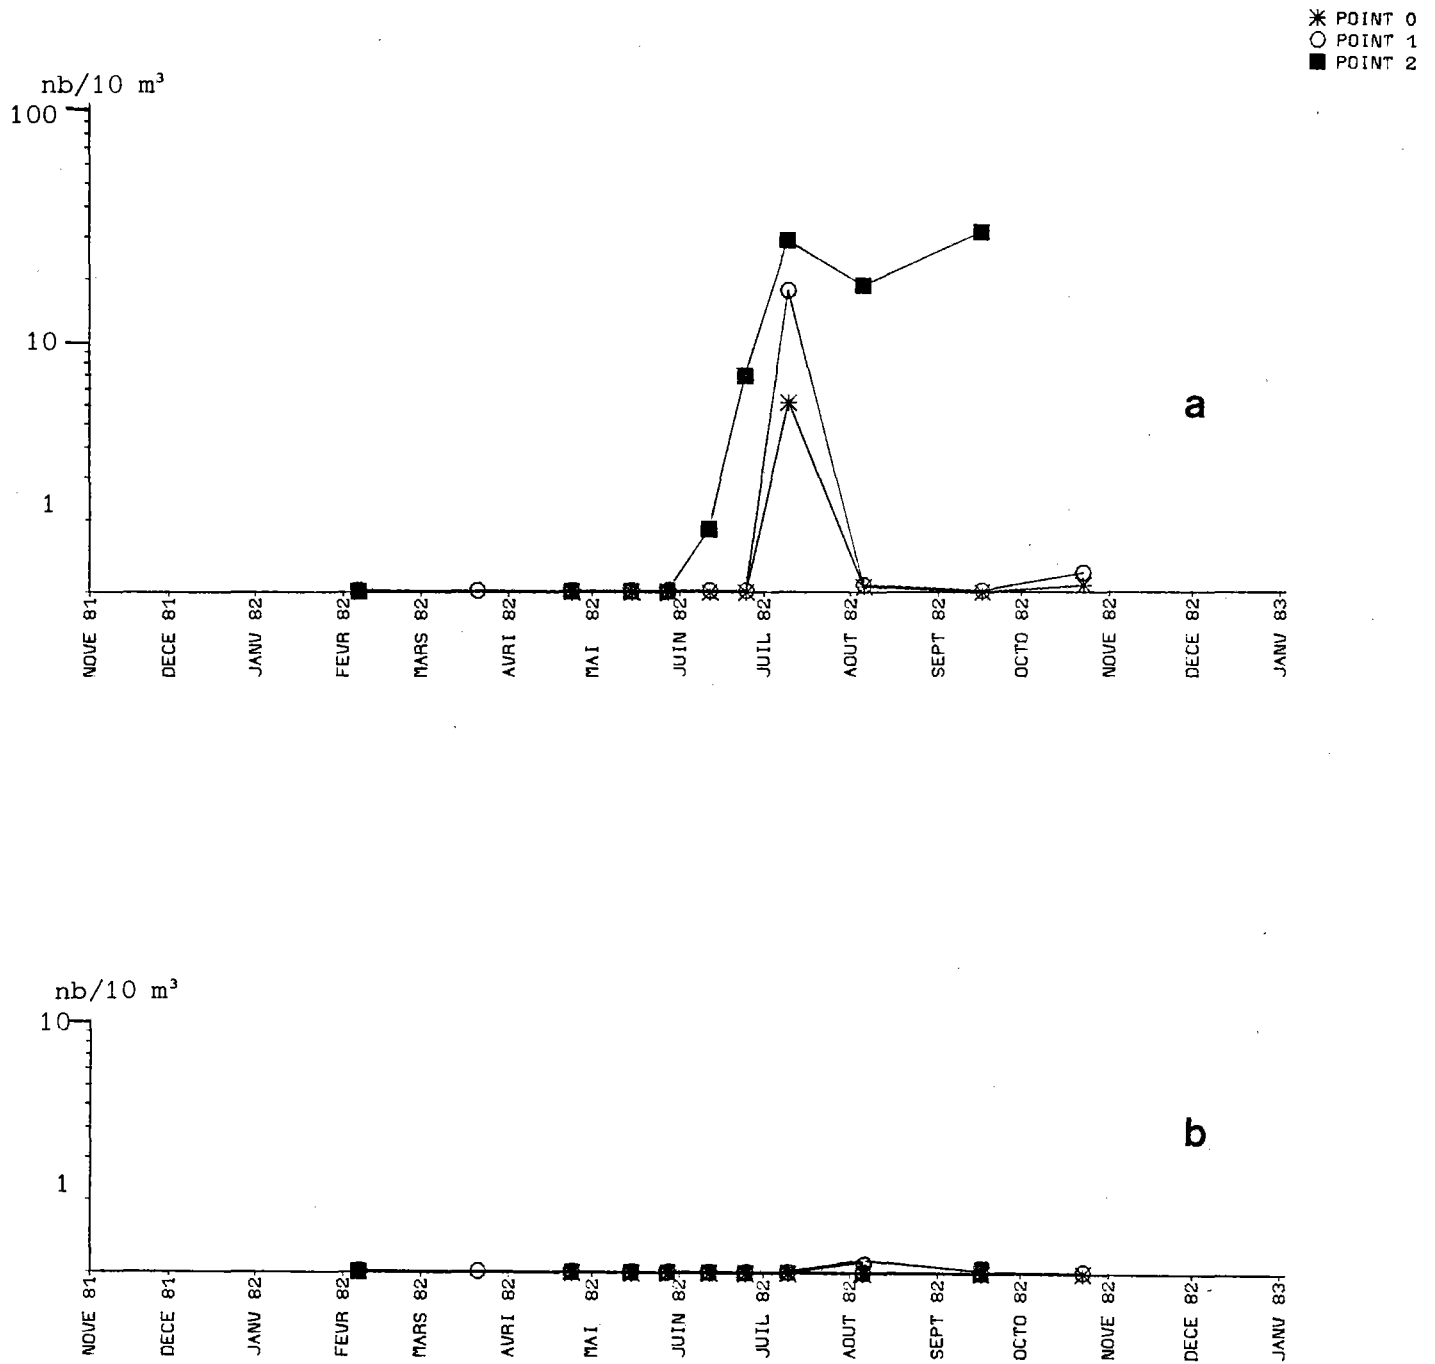 POINT 0
POINT 1
POINT 2
nb/10 m³
100
10
1
a
NOVE 81
DECE 81
JANV 82
FEVR 82
MARS 82
AVRI 82
MAI 82
JUIN 82
JUIL 82
AOUT 82
SEPT 82
OCTO 82
NOVE 82
DECE 82
JANV 83
nb/10 m³
10
1
b
NOVE 81
DECE 81
JANV 82
FEVR 82
MARS 82
AVRI 82
MAI 82
JUIN 82
JUIL 82
AOUT 82
SEPT 82
OCTO 82
NOVE 82
DECE 82
JANV 83